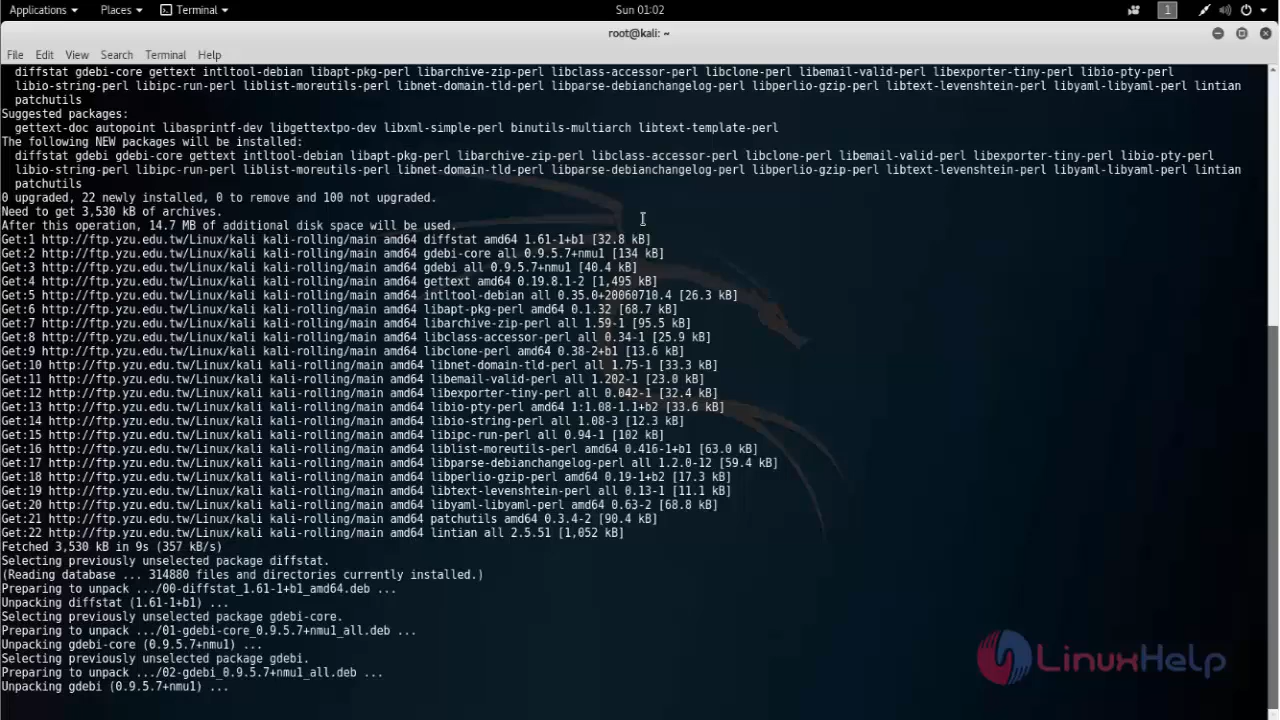 Applications Places Terminal Sun 01:02 1
root@kali: ~
File Edit View Search Terminal Help
diffstat gdebi-core gettext intltool-debian libapt-pkg-perl libarchive-zip-perl libclass-accessor-perl libclone-perl libemail-valid-perl libexporter-tiny-perl libio-pty-perl
libio-string-perl libipc-run-perl liblist-moreutils-perl libnet-domain-tld-perl libparse-debianchangelog-perl libperlio-gzip-perl libtext-levenshtein-perl libyaml-libyaml-perl lintian
patchutils
Suggested packages:
gettext-doc autopoint libasprintf-dev libgettextpo-dev libxml-simple-perl binutils-multiarch libtext-template-perl
The following NEW packages will be installed:
diffstat gdebi gdebi-core gettext intltool-debian libapt-pkg-perl libarchive-zip-perl libclass-accessor-perl libclone-perl libemail-valid-perl libexporter-tiny-perl libio-pty-perl
libio-string-perl libipc-run-perl liblist-moreutils-perl libnet-domain-tld-perl libparse-debianchangelog-perl libperlio-gzip-perl libtext-levenshtein-perl libyaml-libyaml-perl lintian
patchutils
0 upgraded, 22 newly installed, 0 to remove and 100 not upgraded.
Need to get 3,530 kB of archives.
After this operation, 14.7 MB of additional disk space will be used.
Get:1 http://ftp.yzu.edu.tw/Linux/kali kali-rolling/main amd64 diffstat amd64 1.61-1+b1 [32.8 kB]
Get:2 http://ftp.yzu.edu.tw/Linux/kali kali-rolling/main amd64 gdebi-core all 0.9.5.7+nmu1 [134 kB]
Get:3 http://ftp.yzu.edu.tw/Linux/kali kali-rolling/main amd64 gdebi all 0.9.5.7+nmu1 [40.4 kB]
Get:4 http://ftp.yzu.edu.tw/Linux/kali kali-rolling/main amd64 gettext amd64 0.19.8.1-2 [1,495 kB]
Get:5 http://ftp.yzu.edu.tw/Linux/kali kali-rolling/main amd64 intltool-debian all 0.35.0+20060710.4 [26.3 kB]
Get:6 http://ftp.yzu.edu.tw/Linux/kali kali-rolling/main amd64 libapt-pkg-perl amd64 0.1.32 [68.7 kB]
Get:7 http://ftp.yzu.edu.tw/Linux/kali kali-rolling/main amd64 libarchive-zip-perl all 1.59-1 [95.5 kB]
Get:8 http://ftp.yzu.edu.tw/Linux/kali kali-rolling/main amd64 libclass-accessor-perl all 0.34-1 [25.9 kB]
Get:9 http://ftp.yzu.edu.tw/Linux/kali kali-rolling/main amd64 libclone-perl amd64 0.38-2+b1 [13.6 kB]
Get:10 http://ftp.yzu.edu.tw/Linux/kali kali-rolling/main amd64 libnet-domain-tld-perl all 1.75-1 [33.3 kB]
Get:11 http://ftp.yzu.edu.tw/Linux/kali kali-rolling/main amd64 libemail-valid-perl all 1.202-1 [23.0 kB]
Get:12 http://ftp.yzu.edu.tw/Linux/kali kali-rolling/main amd64 libexporter-tiny-perl all 0.042-1 [32.4 kB]
Get:13 http://ftp.yzu.edu.tw/Linux/kali kali-rolling/main amd64 libio-pty-perl amd64 1:1.08-1.1+b2 [33.6 kB]
Get:14 http://ftp.yzu.edu.tw/Linux/kali kali-rolling/main amd64 libio-string-perl all 1.08-3 [12.3 kB]
Get:15 http://ftp.yzu.edu.tw/Linux/kali kali-rolling/main amd64 libipc-run-perl all 0.94-1 [102 kB]
Get:16 http://ftp.yzu.edu.tw/Linux/kali kali-rolling/main amd64 liblist-moreutils-perl amd64 0.416-1+b1 [63.0 kB]
Get:17 http://ftp.yzu.edu.tw/Linux/kali kali-rolling/main amd64 libparse-debianchangelog-perl all 1.2.0-12 [59.4 kB]
Get:18 http://ftp.yzu.edu.tw/Linux/kali kali-rolling/main amd64 libperlio-gzip-perl amd64 0.19-1+b2 [17.3 kB]
Get:19 http://ftp.yzu.edu.tw/Linux/kali kali-rolling/main amd64 libtext-levenshtein-perl all 0.13-1 [11.1 kB]
Get:20 http://ftp.yzu.edu.tw/Linux/kali kali-rolling/main amd64 libyaml-libyaml-perl amd64 0.63-2 [68.8 kB]
Get:21 http://ftp.yzu.edu.tw/Linux/kali kali-rolling/main amd64 patchutils amd64 0.3.4-2 [90.4 kB]
Get:22 http://ftp.yzu.edu.tw/Linux/kali kali-rolling/main amd64 lintian all 2.5.51 [1,052 kB]
Fetched 3,530 kB in 9s (357 kB/s)
Selecting previously unselected package diffstat.
(Reading database ... 314880 files and directories currently installed.)
Preparing to unpack .../00-diffstat_1.61-1+b1_amd64.deb ...
Unpacking diffstat (1.61-1+b1) ...
Selecting previously unselected package gdebi-core.
Preparing to unpack .../01-gdebi-core_0.9.5.7+nmu1_all.deb ...
Unpacking gdebi-core (0.9.5.7+nmu1) ...
Selecting previously unselected package gdebi.
Preparing to unpack .../02-gdebi_0.9.5.7+nmu1_all.deb ...
Unpacking gdebi (0.9.5.7+nmu1) ...
LinuxHelp